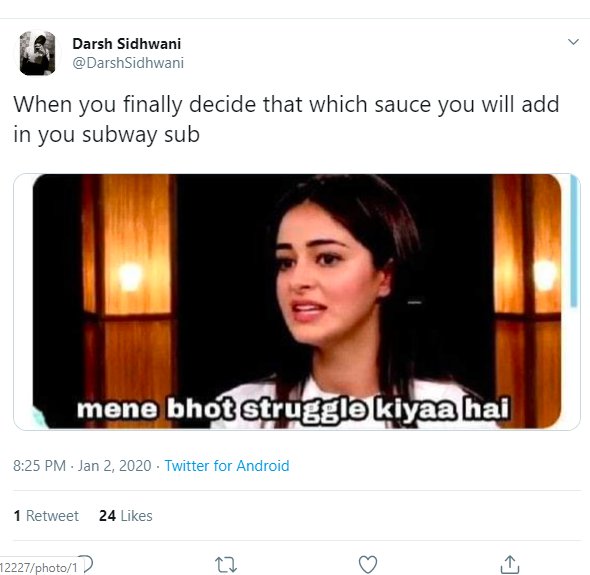 Darsh Sidhwani
@DarshSidhwani
When you finally decide that which sauce you will add
in you subway sub
mene bhot struggle kiyaa hai
8:25 PM · Jan 2, 2020 · Twitter for Android
1 Retweet 24 Likes
12227/photo/1